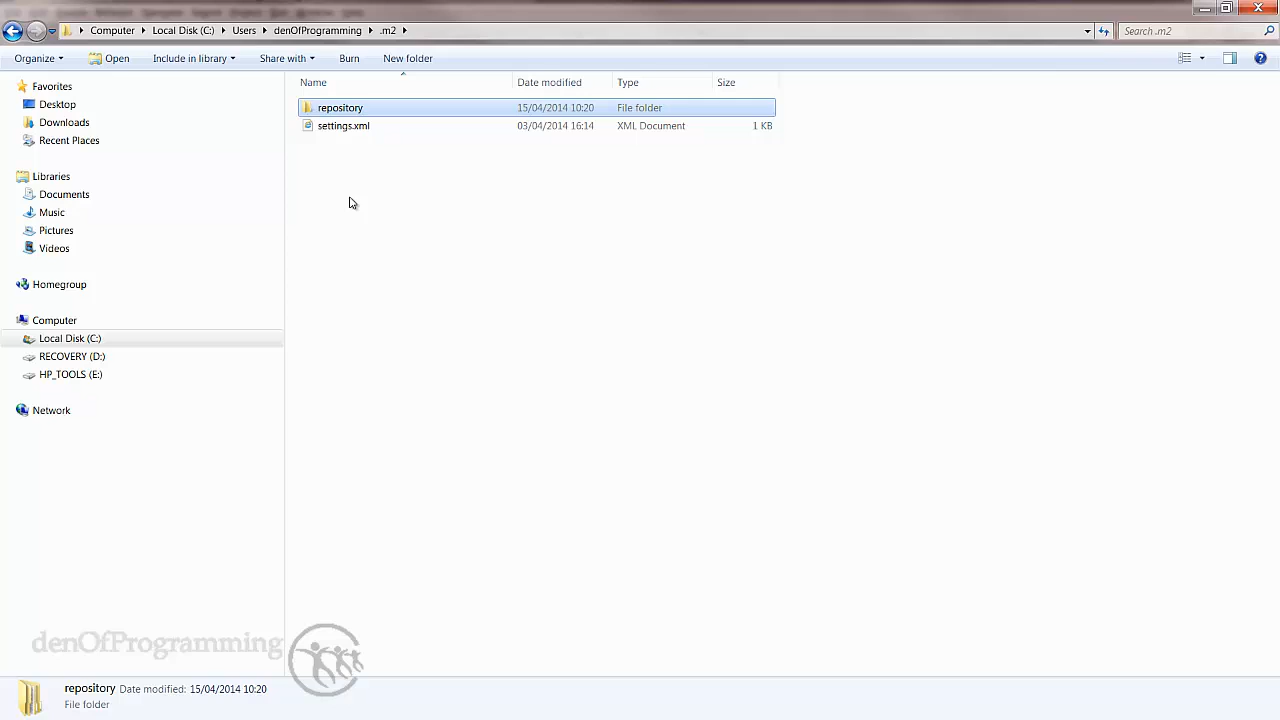 Computer Local Disk (C:) Users denOfProgramming .m2 Search .m2
Organize Open Include in library Share with Burn New folder
Name Date modified Type Size
Favorites
Desktop
Downloads
Recent Places
Libraries
Documents
Music
Pictures
Videos
Homegroup
Computer
Local Disk (C:)
RECOVERY (D:)
HP_TOOLS (E:)
Network
repository 15/04/2014 10:20 File folder
settings.xml 03/04/2014 16:14 XML Document 1 KB
denOfProgramming
repository Date modified: 15/04/2014 10:20
File folder